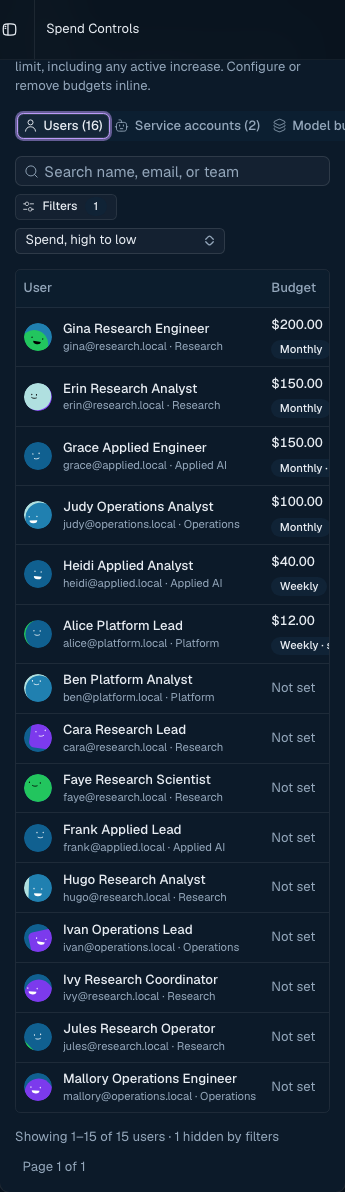 Spend Controls
limit, including any active increase. Configure or
remove budgets inline.
Users (16) Service accounts (2) Model bu
Search name, email, or team
Filters 1
Spend, high to low
User Budget
Gina Research Engineer $200.00
gina@research.local · Research Monthly
Erin Research Analyst $150.00
erin@research.local · Research Monthly
Grace Applied Engineer $150.00
grace@applied.local · Applied AI Monthly ·
Judy Operations Analyst $100.00
judy@operations.local · Operations Monthly
Heidi Applied Analyst $40.00
heidi@applied.local · Applied AI Weekly
Alice Platform Lead $12.00
alice@platform.local · Platform Weekly · s
Ben Platform Analyst Not set
ben@platform.local · Platform
Cara Research Lead Not set
cara@research.local · Research
Faye Research Scientist Not set
faye@research.local · Research
Frank Applied Lead Not set
frank@applied.local · Applied AI
Hugo Research Analyst Not set
hugo@research.local · Research
Ivan Operations Lead Not set
ivan@operations.local · Operations
Ivy Research Coordinator Not set
ivy@research.local · Research
Jules Research Operator Not set
jules@research.local · Research
Mallory Operations Engineer Not set
mallory@operations.local · Operations
Showing 1–15 of 15 users · 1 hidden by filters
Page 1 of 1